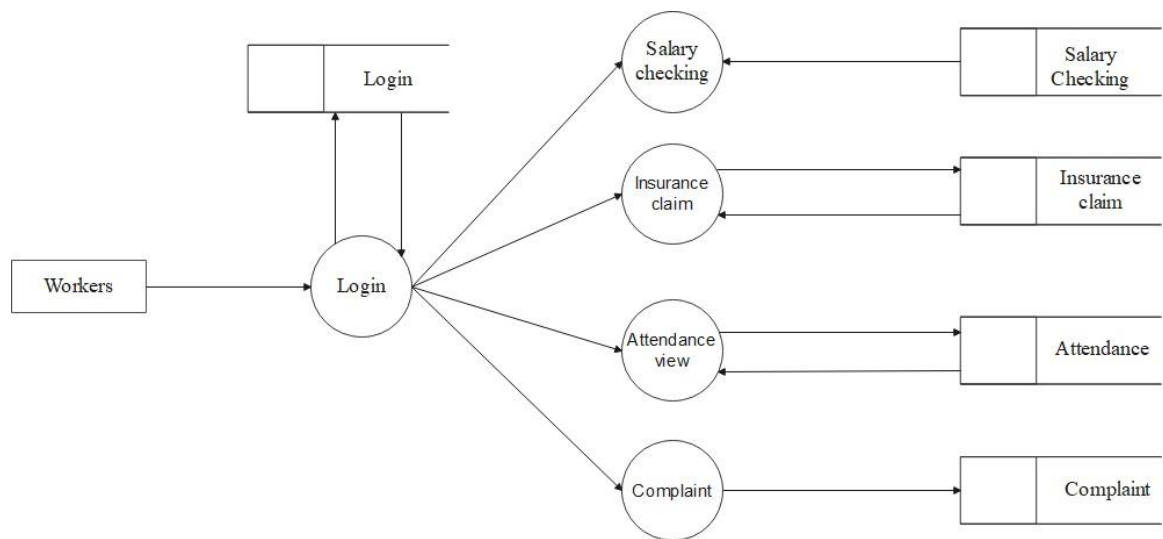 Login
Workers
Login
Salary
checking
Salary
Checking
Insurance
claim
Insurance
claim
Attendance
view
Attendance
Complaint
Complaint